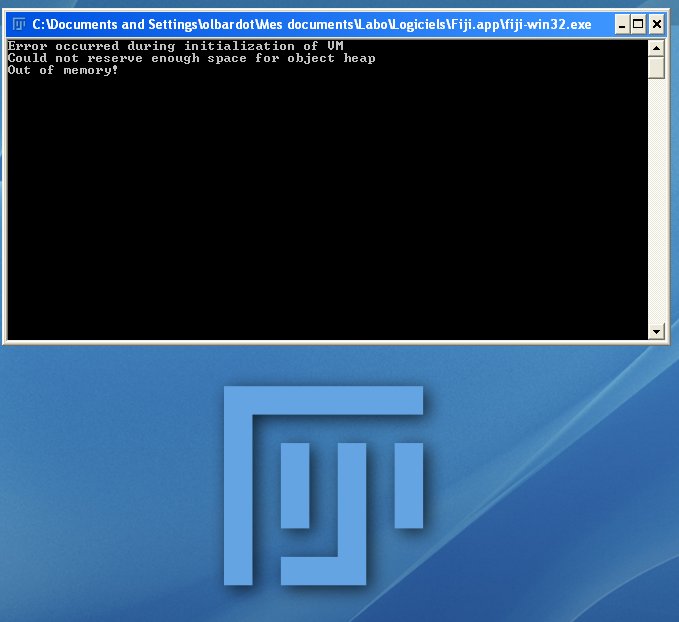 C:\Documents and Settings\olbardot\Mes documents\Labo\Logiciels\Fiji.app\fiji-win32.exe
Error occurred during initialization of VM
Could not reserve enough space for object heap
Out of memory!